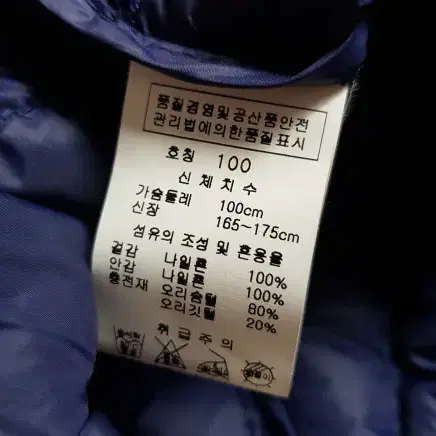 품질경영및공산품안전
관리법에의한품질표시
호칭 100
신체치수
가슴둘레 100cm
신장 165~175cm
섬유의 조성 및 혼용율
겉감 나일론 100%
안감 나일론 100%
충전재 오리솜털 80%
오리깃털 20%
취급주의